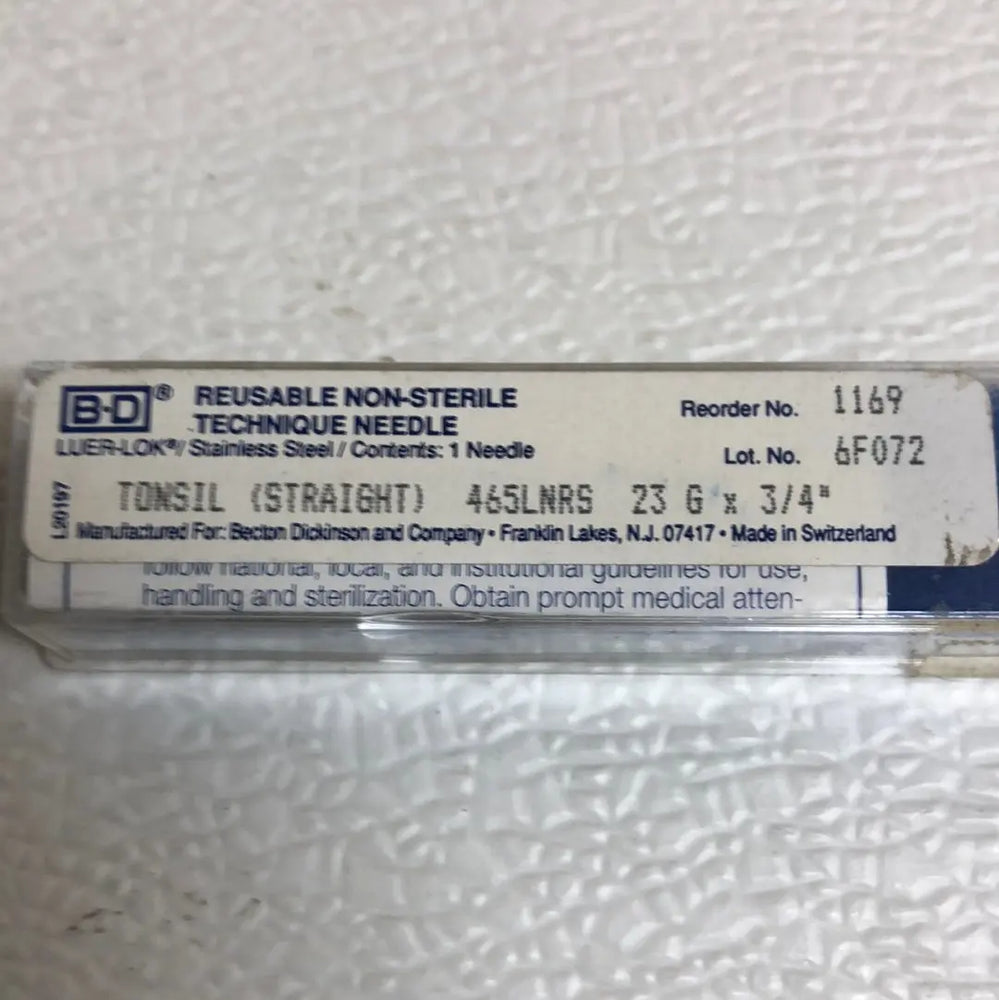 B-D® REUSABLE NON-STERILE
TECHNIQUE NEEDLE
LUER-LOK®/ Stainless Steel / Contents: 1 Needle
Reorder No. 1169
Lot. No. 6F072
TONSIL (STRAIGHT) 465LNRS 23 G x 3/4"
Manufactured For: Becton Dickinson and Company • Franklin Lakes, N.J. 07417 • Made in Switzerland
follow national, local, and institutional guidelines for use,
handling and sterilization. Obtain prompt medical atten-